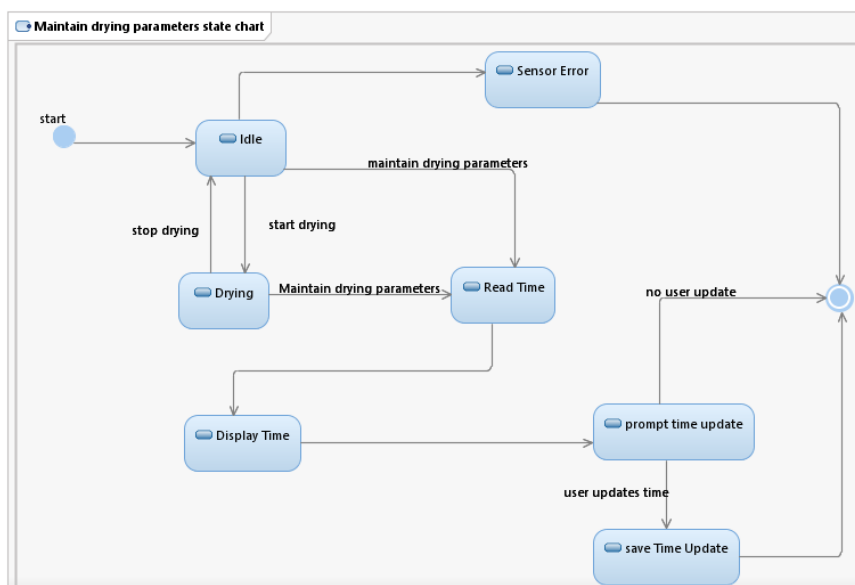 Maintain drying parameters state chart
Sensor Error
start
Idle
maintain drying parameters
stop drying
start drying
Drying
Maintain drying parameters
Read Time
no user update
Display Time
prompt time update
user updates time
save Time Update